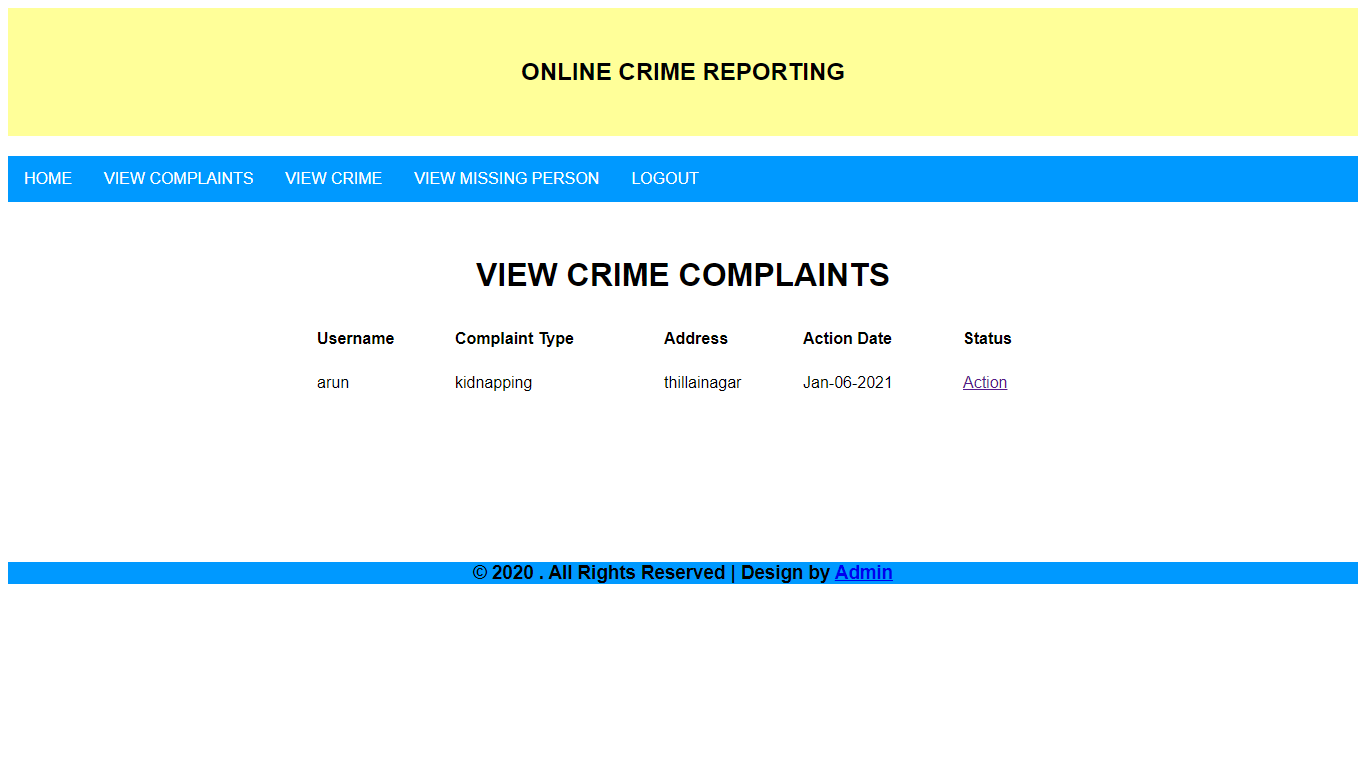 ONLINE CRIME REPORTING
HOME VIEW COMPLAINTS VIEW CRIME VIEW MISSING PERSON LOGOUT
VIEW CRIME COMPLAINTS
Username Complaint Type Address Action Date Status
arun kidnapping thillainagar Jan-06-2021 Action
© 2020 . All Rights Reserved | Design by Admin